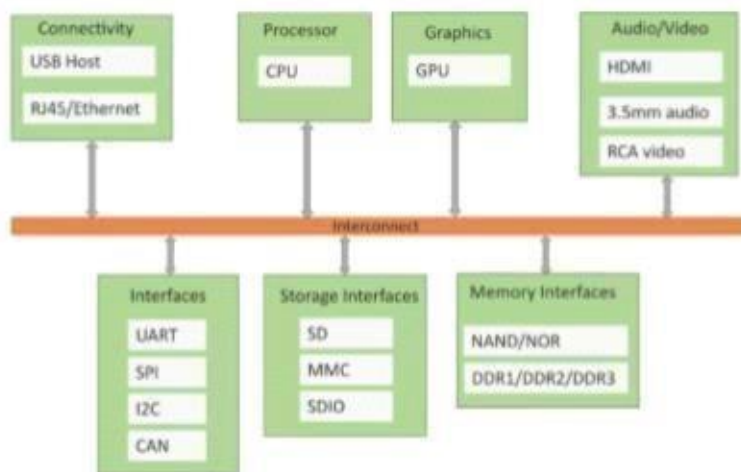 Connectivity
USB Host
RJ45/Ethernet
Processor
CPU
Graphics
GPU
Audio/Video
HDMI
3.5mm audio
RCA video
Interconnect
Interfaces
UART
SPI
I2C
CAN
Storage Interfaces
SD
MMC
SDIO
Memory Interfaces
NAND/NOR
DDR1/DDR2/DDR3